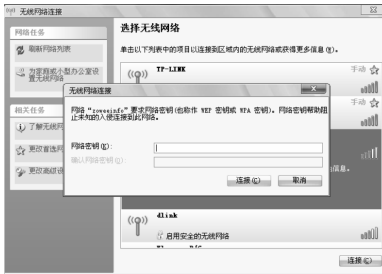 无线网络连接
网络任务
刷新网络列表
为家庭或小型办公室设
置无线网络
相关任务
了解无线网
更改首选网
更改高级设
选择无线网络
单击以下列表中的项目以连接到区域内的无线网络或获得更多信息(W)。
TP-LINK
手动
手动
无线网络连接
网络“zoweeinfo”要求网络密钥(也称作 WEP 密钥或 WPA 密钥)。网络密钥帮助阻
止未知的入侵连接到此网络。
网络密钥(K):
确认网络密钥(O):
连接(C)
取消
信息。
dlink
启用安全的无线网络
连接(C)